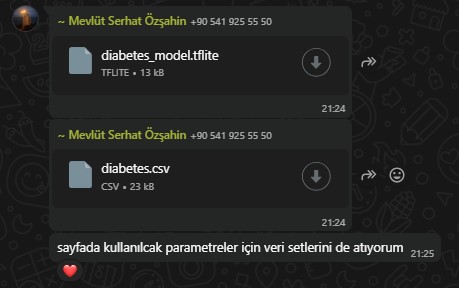 ~ Mevlüt Serhat Özşahin +90 541 925 55 50
diabetes_model.tflite
TFLITE • 13 kB
21:24
~ Mevlüt Serhat Özşahin +90 541 925 55 50
diabetes.csv
CSV • 23 kB
21:24
sayfada kullanılcak parametreler için veri setlerini de atıyorum 21:25